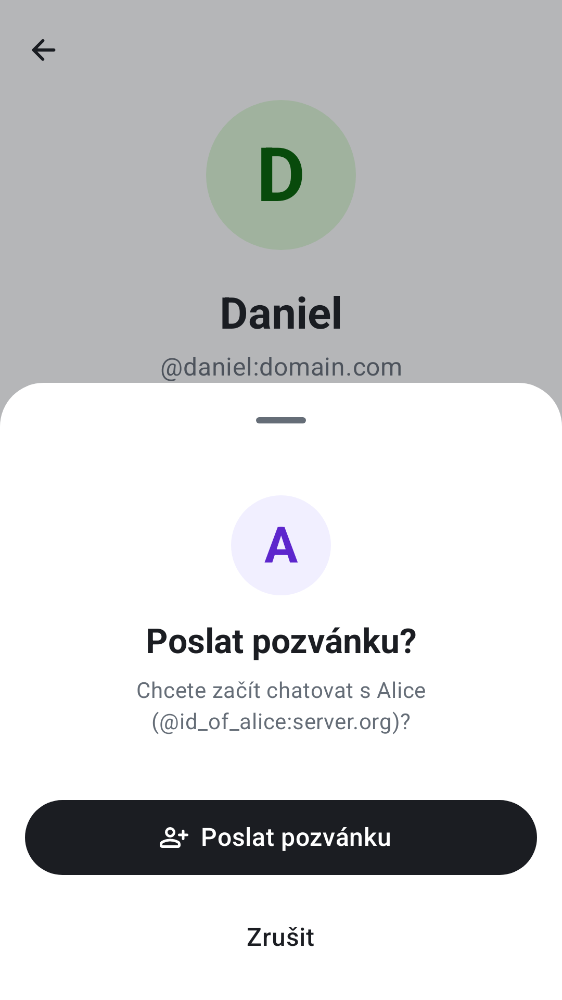 D
Daniel
@daniel:domain.com
A
Poslat pozvánku?
Chcete začít chatovat s Alice
(@id_of_alice:server.org)?
Poslat pozvánku
Zrušit